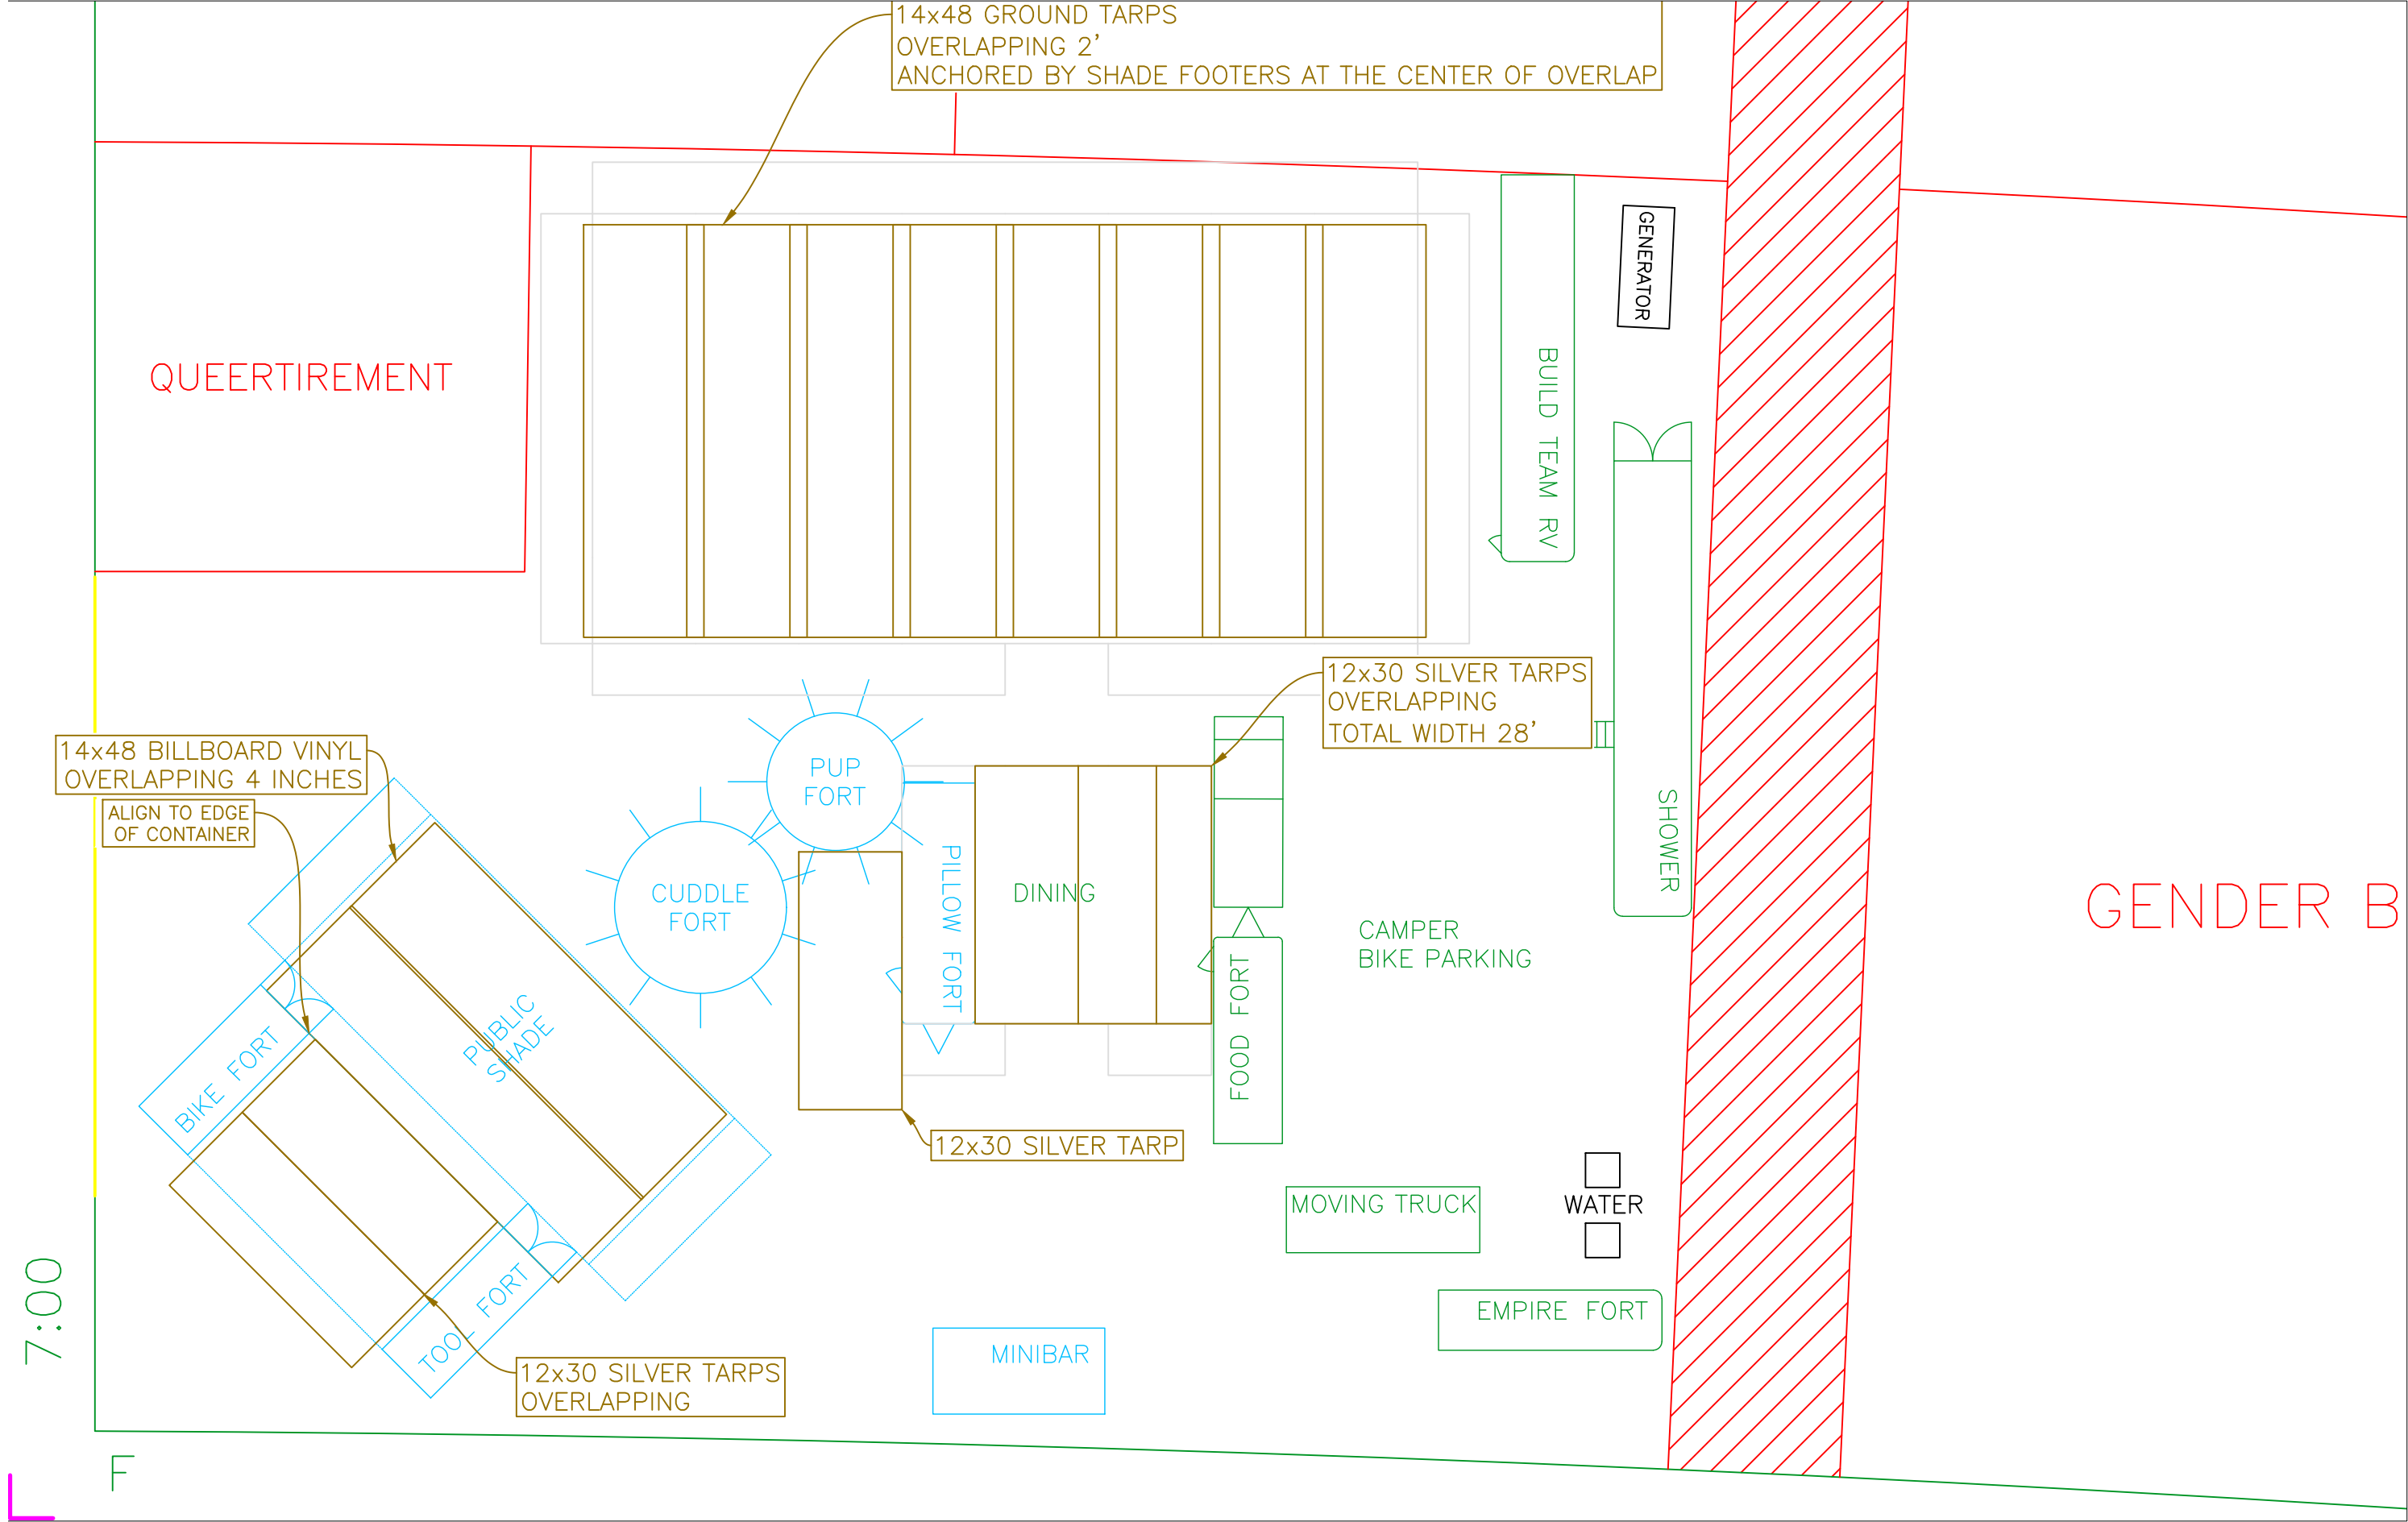 14x48 GROUND TARPS
OVERLAPPING 2'
ANCHORED BY SHADE FOOTERS AT THE CENTER OF OVERLAP
GENERATOR
QUEERTIREMENT
BUILD TEAM RV
12x30 SILVER TARPS
OVERLAPPING
TOTAL WIDTH 28'
14x48 BILLBOARD VINYL
OVERLAPPING 4 INCHES
ALIGN TO EDGE
OF CONTAINER
PUP
FORT
CUDDLE
FORT
PILLOW FORT
DINING
SHOWER
GENDER B
CAMPER
BIKE PARKING
FOOD FORT
PUBLIC
SHADE
BIKE FORT
12x30 SILVER TARP
MOVING TRUCK
WATER
EMPIRE FORT
TOOL FORT
MINIBAR
12x30 SILVER TARPS
OVERLAPPING
7:00
F